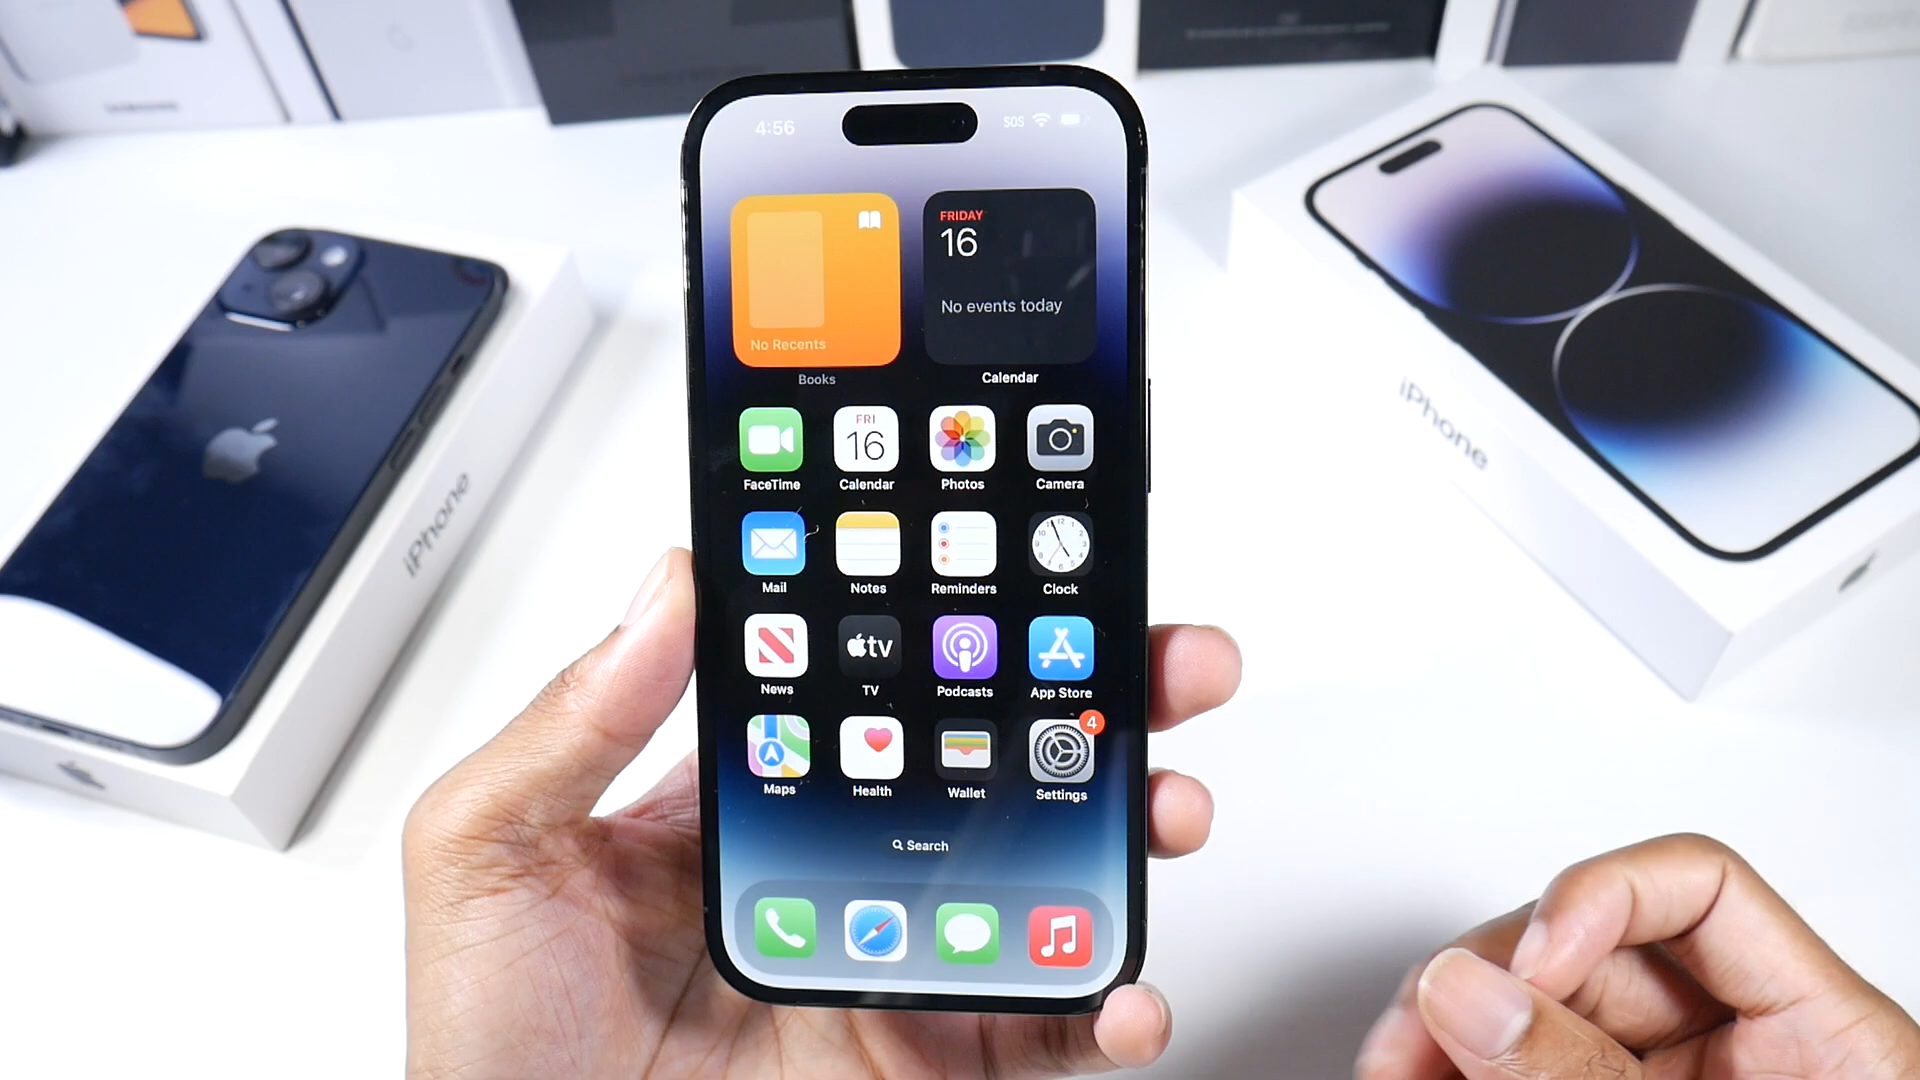 SAMSUNG
4:56
SOS
No Recents
Books
FRIDAY
16
No events today
Calendar
FaceTime
FRI
16
Calendar
Photos
Camera
Mail
Notes
Reminders
Clock
News
tv
TV
Podcasts
App Store
Maps
Health
Wallet
4
Settings
Search
iPhone
iPhone